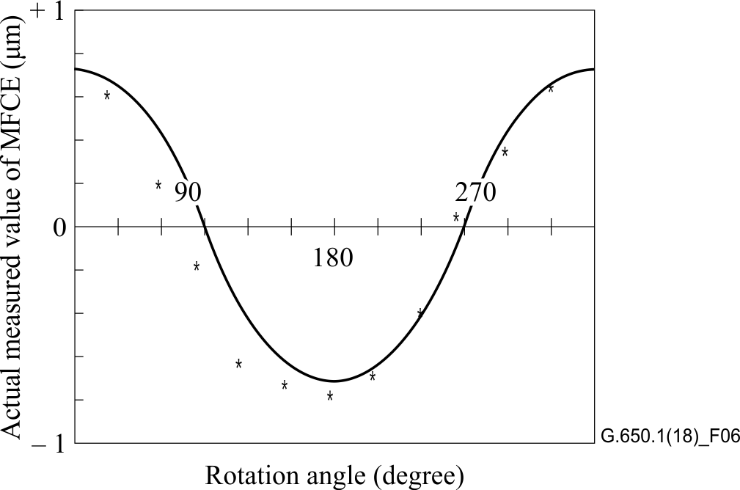 + 1
Actual measured value of MFCE (μm)
90
270
0
180
– 1
G.650.1(18)_F06
Rotation angle (degree)